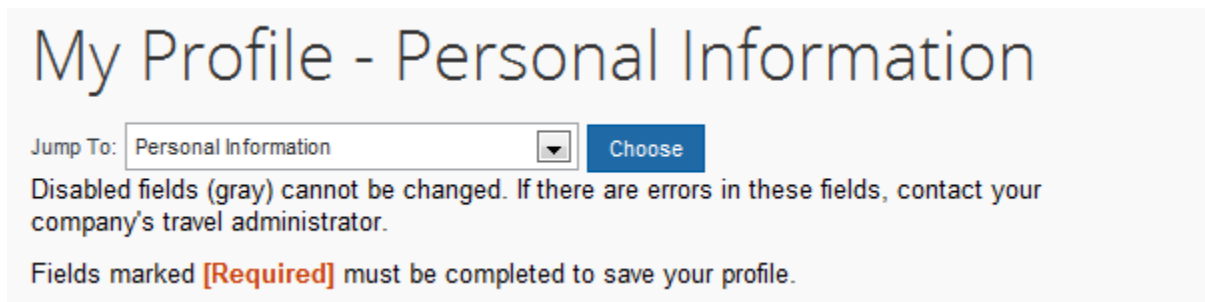 My Profile - Personal Information
Jump To: Personal Information Choose
Disabled fields (gray) cannot be changed. If there are errors in these fields, contact your
company's travel administrator.
Fields marked [Required] must be completed to save your profile.